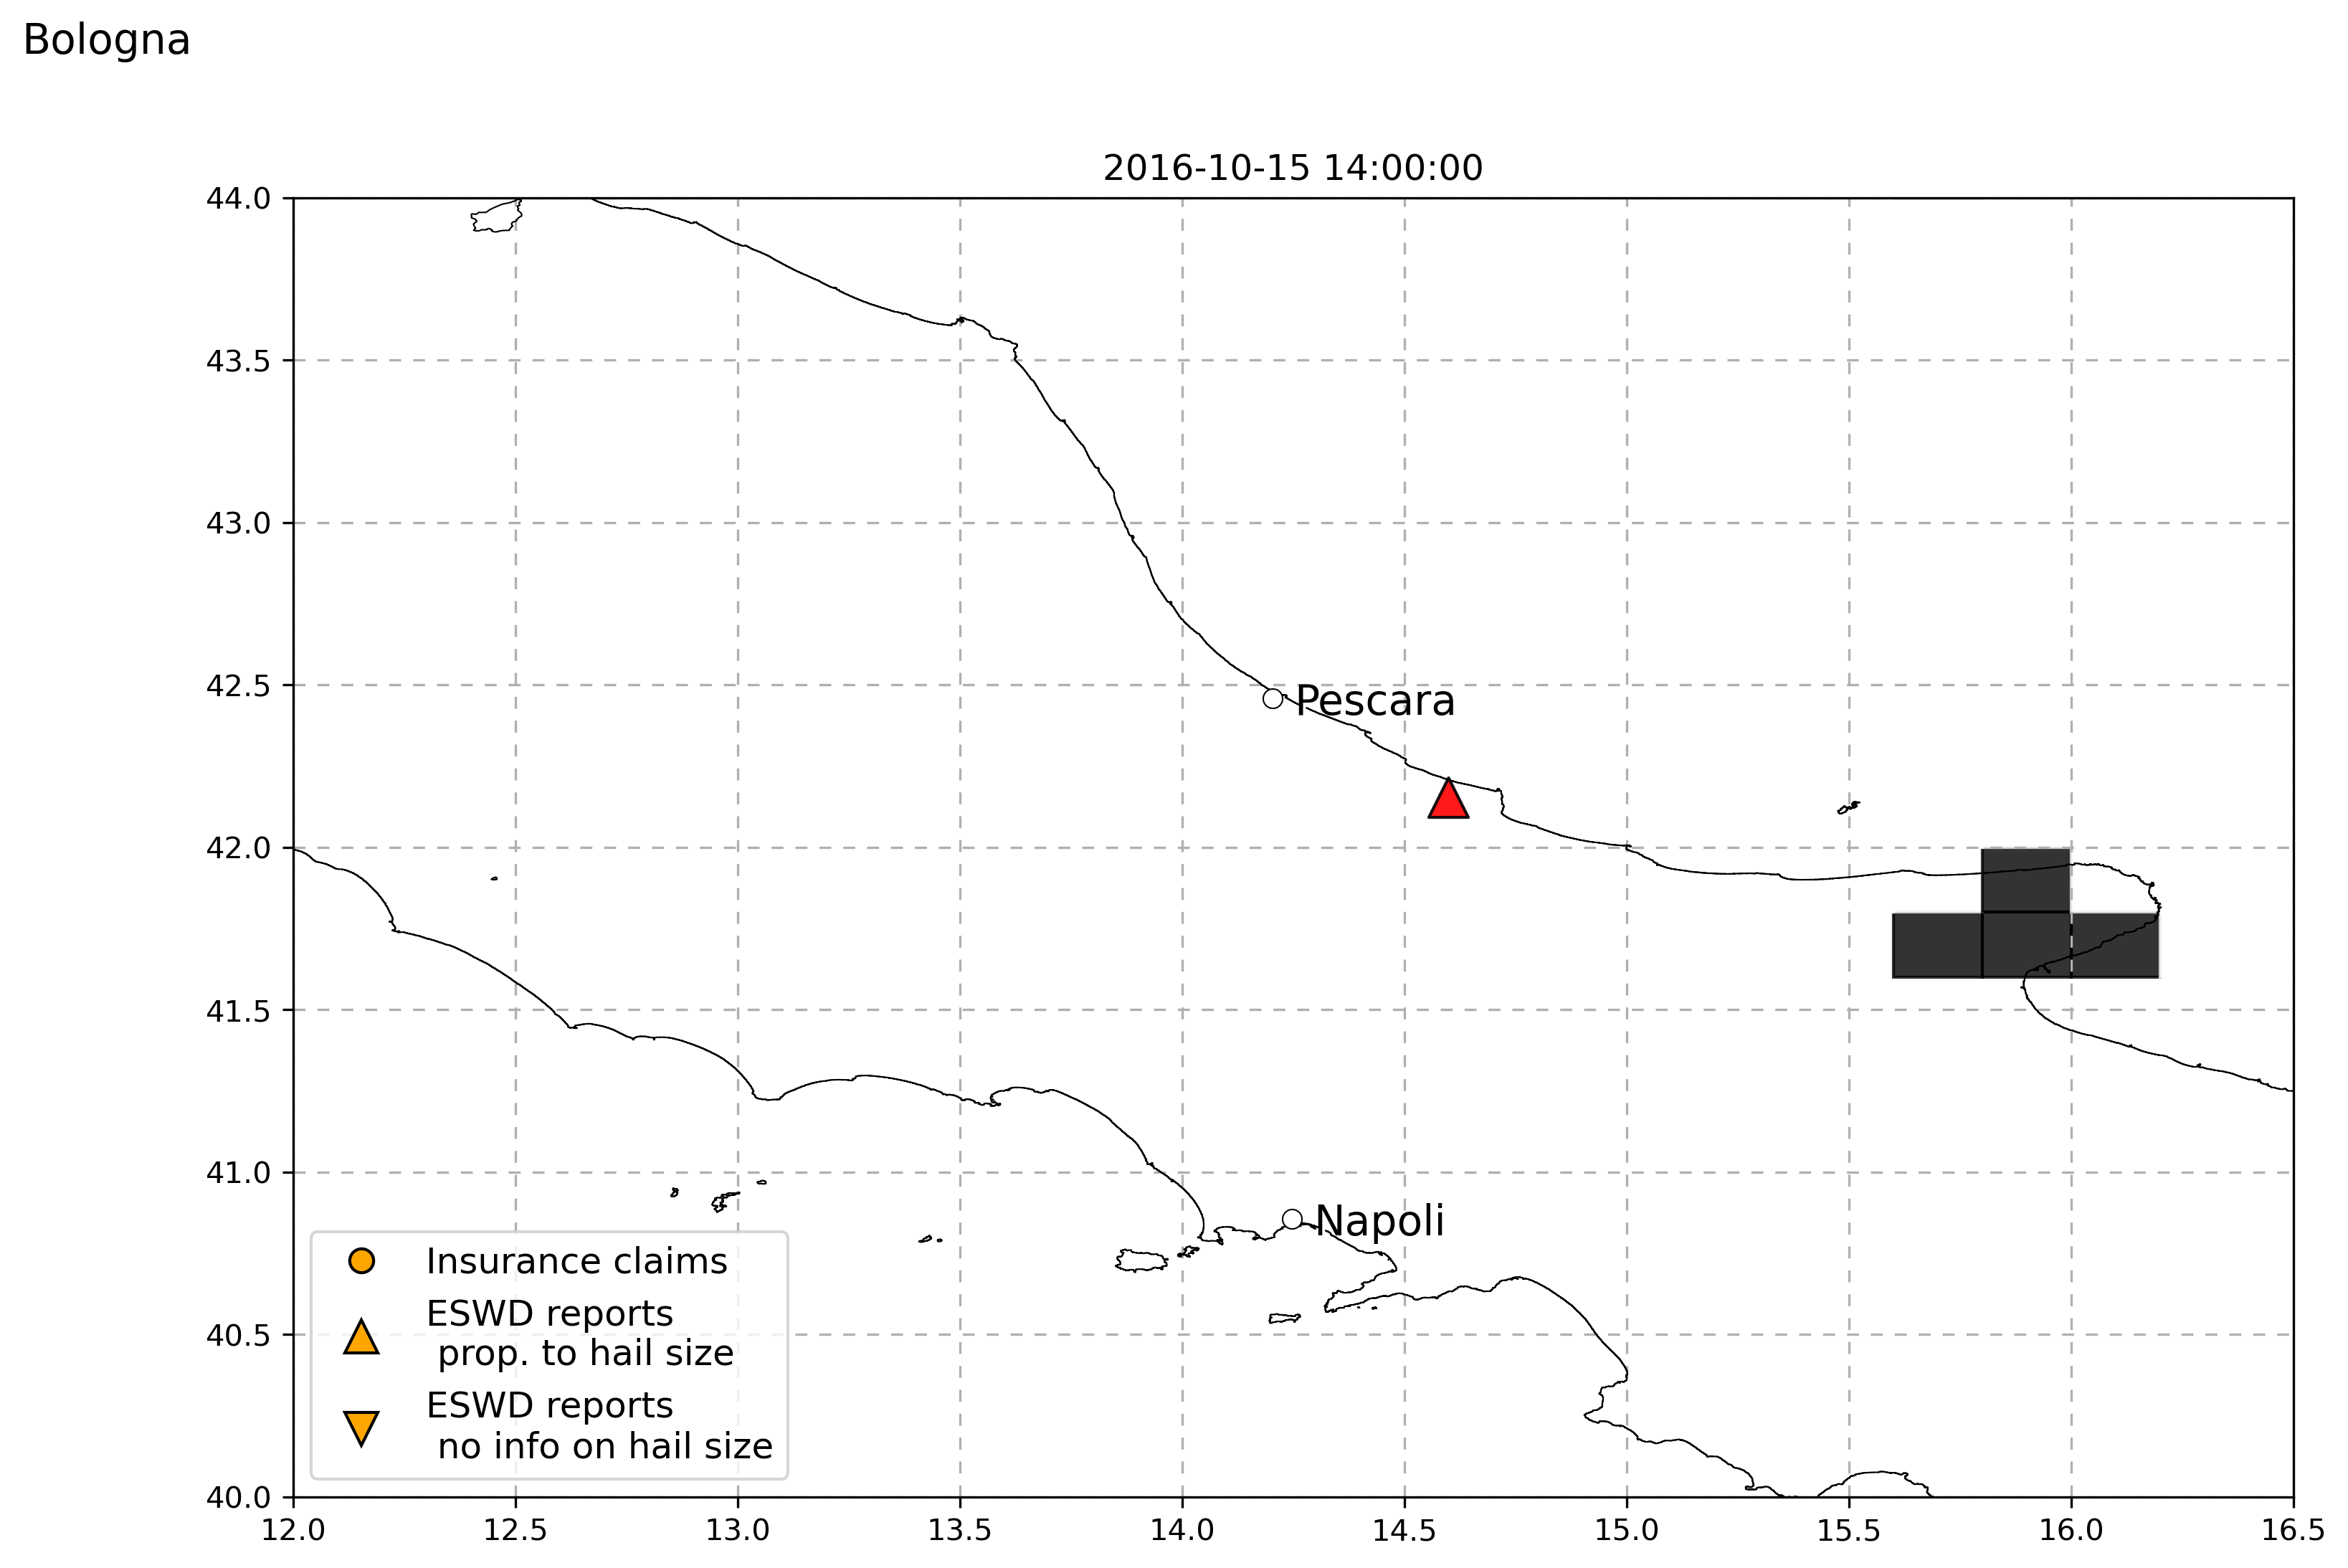 Bologna
2016-10-15 14:00:00
44.0
43.5
43.0
42.5
42.0
41.5
41.0
40.5
40.0
Pescara
Napoli
Insurance claims
ESWD reports
prop. to hail size
ESWD reports
no info on hail size
12.0 12.5 13.0 13.5 14.0 14.5 15.0 15.5 16.0 16.5